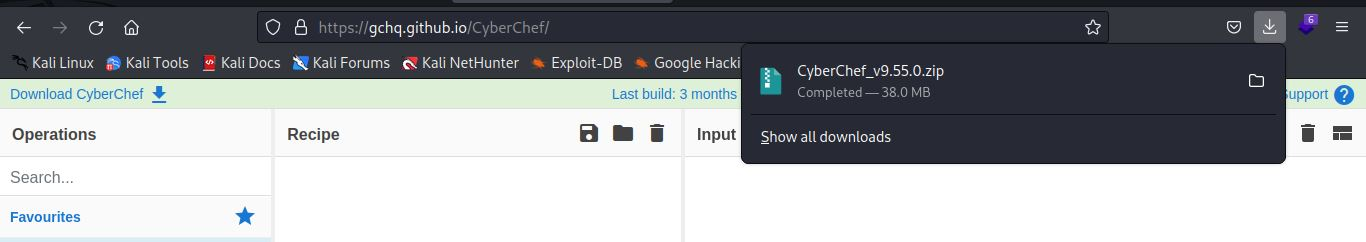 https://gchq.github.io/CyberChef/
6
Kali Linux Kali Tools Kali Docs Kali Forums Kali NetHunter Exploit-DB Google Hacki
CyberChef_v9.55.0.zip
Completed — 38.0 MB
Show all downloads
Download CyberChef Last build: 3 months upport
Operations Recipe Input
Search...
Favourites